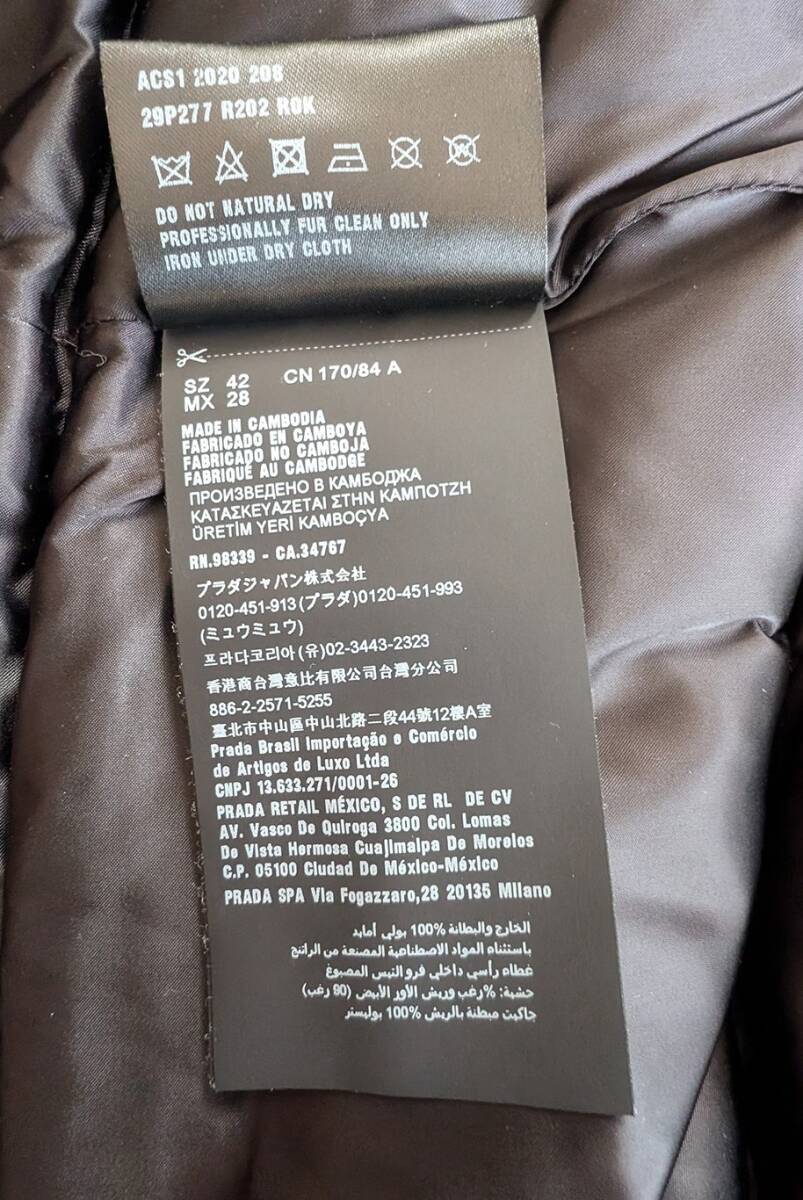 ACS1 2020 208
29P277 R202 ROK
DO NOT NATURAL DRY
PROFESSIONALLY FUR CLEAN ONLY
IRON UNDER DRY CLOTH
SZ 42 CN 170/84 A
MX 28
MADE IN CAMBODIA
FABRICADO EN CAMBOYA
FABRICADO NO CAMBOJA
FABRIQUÉ AU CAMBODGE
ПРОИЗВЕДЕНО В КАМБОДЖА
ΚΑΤΑΣΚΕΥΑΖΕΤΑΙ ΣΤΗΝ ΚΑΜΠΟΤΖΗ
ÜRETİM YERİ KAMBOÇYA
RN.98339 - CA.34767
プラダジャパン株式会社
0120-451-913(プラダ)0120-451-993
(ミュウミュウ)
프라다코리아(유)02-3443-2323
香港商台灣意比有限公司台灣分公司
886-2-2571-5255
臺北市中山區中山北路二段44號12樓A室
Prada Brasil Importação e Comércio
de Artigos de Luxo Ltda
CNPJ 13.633.271/0001-26
PRADA RETAIL MÉXICO, S DE RL DE CV
AV. Vasco De Quiroga 3800 Col. Lomas
De Vista Hermosa Cuajimalpa De Morelos
C.P. 05100 Ciudad De México-México
PRADA SPA Via Fogazzaro,28 20135 Milano
الخارج والبطانة %100 بولي أمايد
باستثناء المواد الاصطناعية المصنعة من الراتنج
غطاء رأسي داخلي فرو النمس المصبوغ
حشية: %رغب وريش الأوز الأبيض (90 رغب)
جاكيت مبطنة بالريش %100 بوليستر